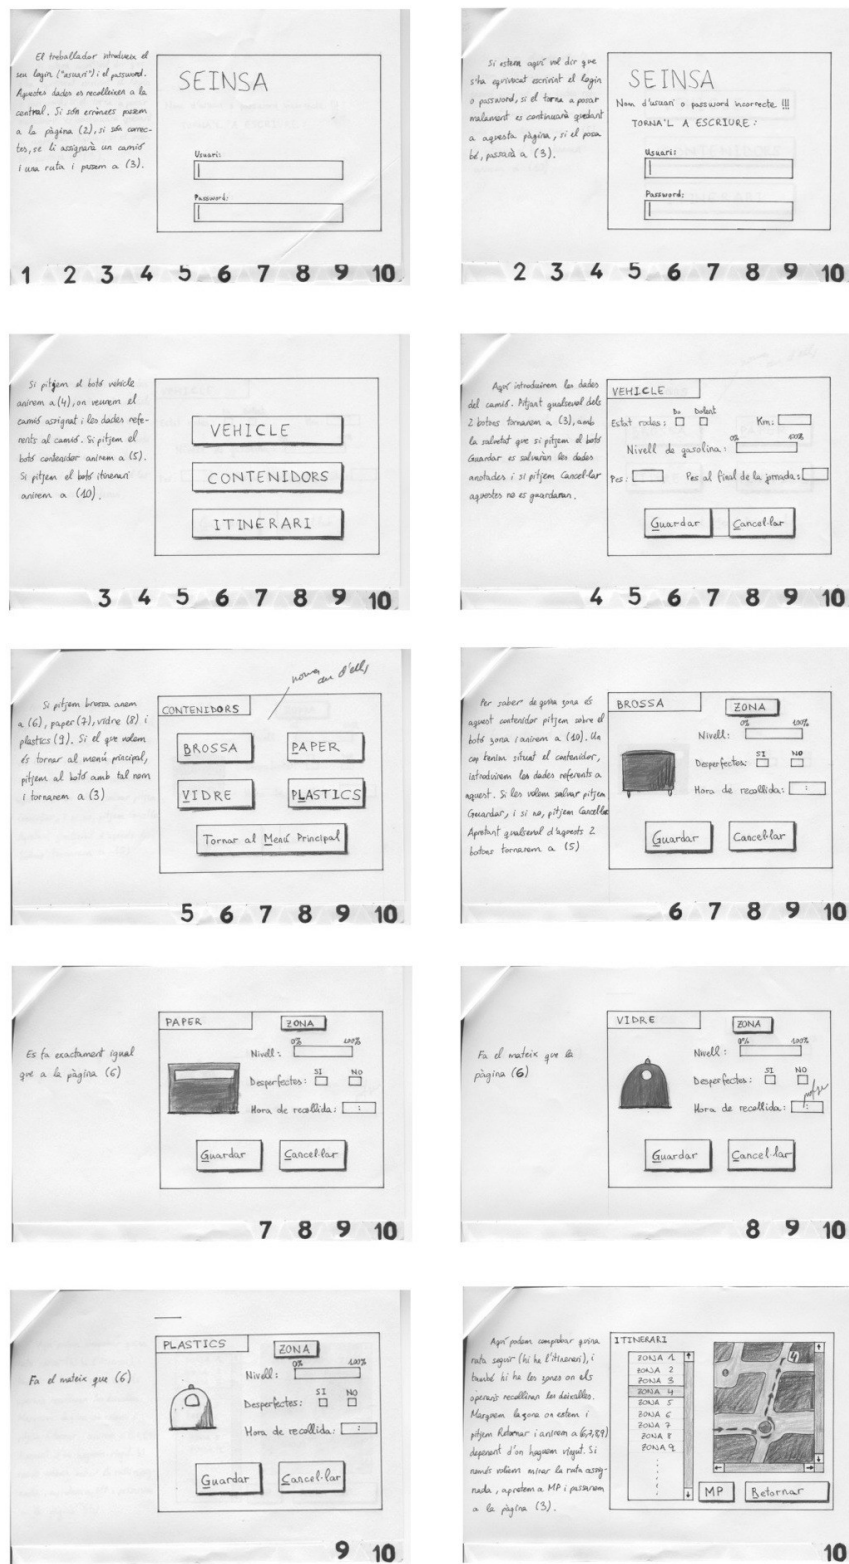 El treballador introdueix el
seu login ("usuari") i el password.
Aquestes dades es recolleixen a la
central. Si són errònees passem
a la pàgina (2), si són correc-
tes, se li assignarà un camió
i una ruta i passem a (3).
SEINSA
Usuari:
Password:
1 2 3 4 5 6 7 8 9 10
Si estem aquí vol dir que
s'ha equivocat escrivint el login
o password, si el torna a posar
malament es continuarà quedant
a aquesta pàgina, si el posa
bé, passarà a (3).
SEINSA
Nom d'usuari o password incorrecte !!!
TORNA'L A ESCRIURE:
Usuari:
Password:
2 3 4 5 6 7 8 9 10
Si pitjem el botó vehicle
anirem a (4), on veurem el
camió assignat i les dades refe-
rents al camió. Si pitjem el
botó contenidor anirem a (5).
Si pitjem el botó itinerari
anirem a (10).
VEHICLE
CONTENIDORS
ITINERARI
3 4 5 6 7 8 9 10
Aquí introduirem les dades
del camió. Pitjant qualsevol dels
2 botons tornarem a (3), amb
la salvetat que si pitjem el botó
Guardar es salvaran les dades
anotades i si pitjem Cancel·lar
aquestes no es guardaran.
VEHICLE
Estat rodes: Bo Dolent Km:
Nivell de gasolina: 0% 100%
Pes: Pes al final de la jornada:
Guardar Cancel·lar
4 5 6 7 8 9 10
Si pitjem brossa anem
a (6), paper (7), vidre (8) i
plastics (9). Si el que volem
és tornar al menú principal,
pitjem al botó amb tal nom
i tornarem a (3)
d'ells
CONTENIDORS
BROSSA PAPER
VIDRE PLASTICS
Tornar al Menú Principal
5 6 7 8 9 10
Per saber de quina zona és
aquest contenidor pitjem sobre el
botó zona i anirem a (10). Un
cop tenim situat el contenidor,
introduirem les dades referents a
aquest. Si les volem salvar pitjem
Guardar, i si no, pitjem Cancellar
Apretant qualsevol d'aquests 2
botons tornarem a (5)
BROSSA ZONA
Nivell: 0% 100%
Desperfectes: SI NO
Hora de recollida: :
Guardar Cancel·lar
6 7 8 9 10
Es fa exactament igual
que a la pàgina (6)
PAPER ZONA
Nivell: 0% 100%
Desperfectes: SI NO
Hora de recollida: :
Guardar Cancel·lar
7 8 9 10
Fa el mateix que la
pàgina (6)
VIDRE ZONA
Nivell: 0% 100%
Desperfectes: SI NO
Hora de recollida: :
Guardar Cancel·lar
8 9 10
Fa el mateix que (6)
PLASTICS ZONA
Nivell: 0% 100%
Desperfectes: SI NO
Hora de recollida: :
Guardar Cancel·lar
9 10
Aquí podem comprobar quina
ruta seguir (hi ha l'itinerari), i
també hi ha les zones on els
operaris recolliran les deixalles.
Marquem la zona on estem i
pitjem Retornar i anirem a (6,7,8,9)
depenent d'on haguem vingut. Si
només voliem mirar la ruta assig-
nada, apretem a MP i passarem
a la pàgina (3).
ITINERARI
ZONA 1
ZONA 2
ZONA 3
ZONA 4
ZONA 5
ZONA 6
ZONA 7
ZONA 8
ZONA 9
4
MP Retornar
10